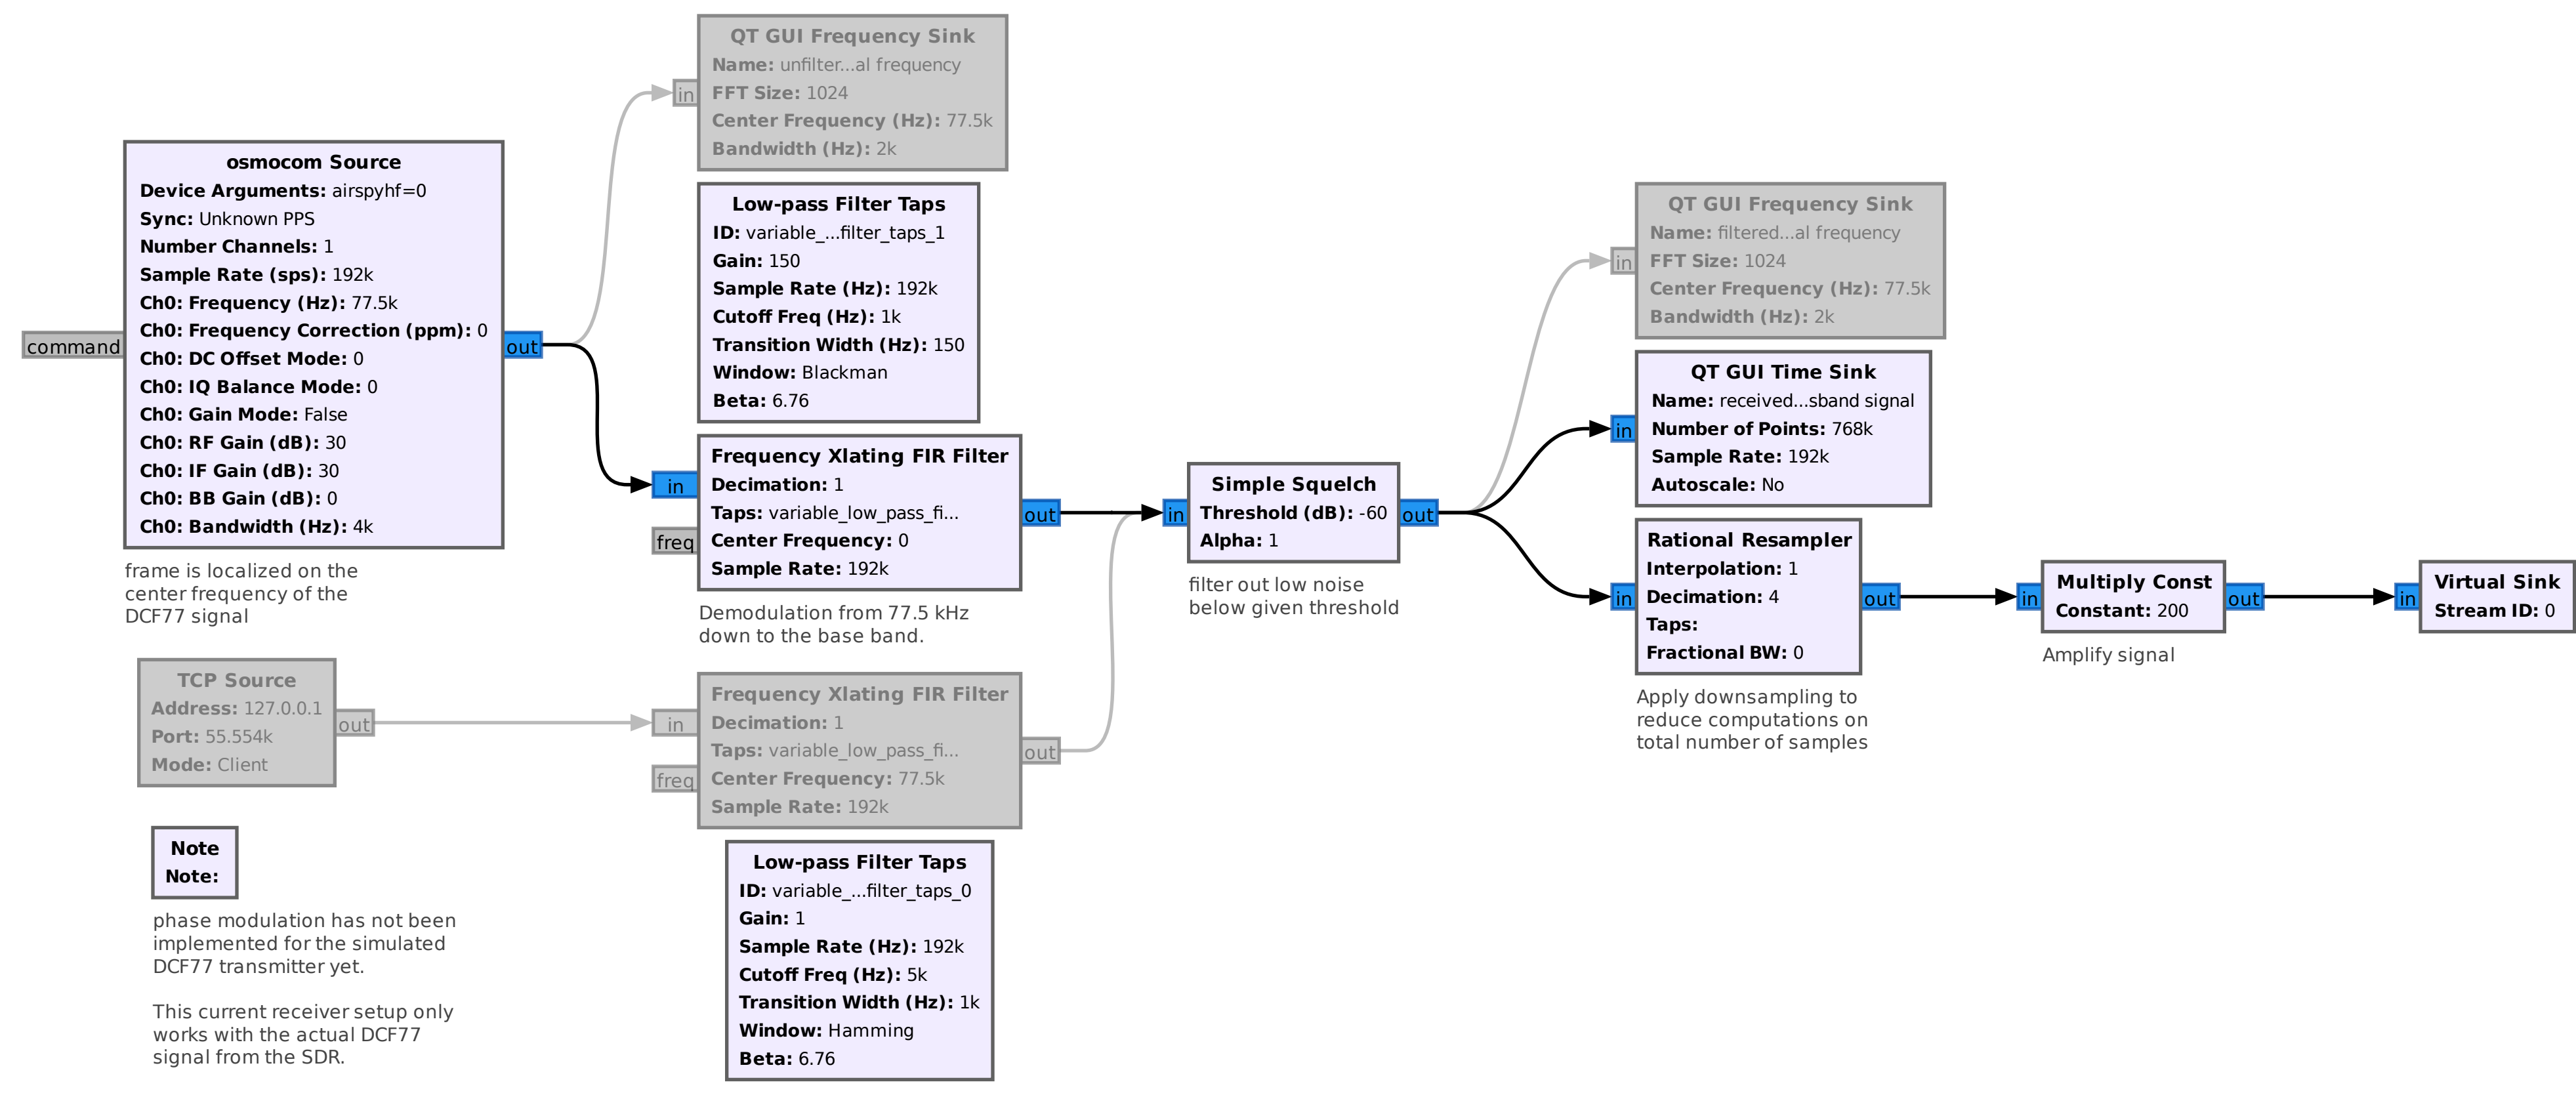 QT GUI Frequency Sink
Name: unfilter...al frequency
FFT Size: 1024
Center Frequency (Hz): 77.5k
Bandwidth (Hz): 2k
in
osmocom Source
Device Arguments: airspyhf=0
Sync: Unknown PPS
Number Channels: 1
Sample Rate (sps): 192k
Ch0: Frequency (Hz): 77.5k
Ch0: Frequency Correction (ppm): 0
Ch0: DC Offset Mode: 0
Ch0: IQ Balance Mode: 0
Ch0: Gain Mode: False
Ch0: RF Gain (dB): 30
Ch0: IF Gain (dB): 30
Ch0: BB Gain (dB): 0
Ch0: Bandwidth (Hz): 4k
command
out
frame is localized on the
center frequency of the
DCF77 signal
Low-pass Filter Taps
ID: variable_...filter_taps_1
Gain: 150
Sample Rate (Hz): 192k
Cutoff Freq (Hz): 1k
Transition Width (Hz): 150
Window: Blackman
Beta: 6.76
Frequency Xlating FIR Filter
Decimation: 1
Taps: variable_low_pass_fi...
Center Frequency: 0
Sample Rate: 192k
in
freq
out
Demodulation from 77.5 kHz
down to the base band.
TCP Source
Address: 127.0.0.1
Port: 55.554k
Mode: Client
out
Frequency Xlating FIR Filter
Decimation: 1
Taps: variable_low_pass_fi...
Center Frequency: 77.5k
Sample Rate: 192k
in
freq
out
Note
Note:
phase modulation has not been
implemented for the simulated
DCF77 transmitter yet.
This current receiver setup only
works with the actual DCF77
signal from the SDR.
Low-pass Filter Taps
ID: variable_...filter_taps_0
Gain: 1
Sample Rate (Hz): 192k
Cutoff Freq (Hz): 5k
Transition Width (Hz): 1k
Window: Hamming
Beta: 6.76
Simple Squelch
Threshold (dB): -60
Alpha: 1
in
out
filter out low noise
below given threshold
QT GUI Frequency Sink
Name: filtered...al frequency
FFT Size: 1024
Center Frequency (Hz): 77.5k
Bandwidth (Hz): 2k
in
QT GUI Time Sink
Name: received...sband signal
Number of Points: 768k
Sample Rate: 192k
Autoscale: No
in
Rational Resampler
Interpolation: 1
Decimation: 4
Taps:
Fractional BW: 0
in
out
Apply downsampling to
reduce computations on
total number of samples
Multiply Const
Constant: 200
in
out
Amplify signal
Virtual Sink
Stream ID: 0
in